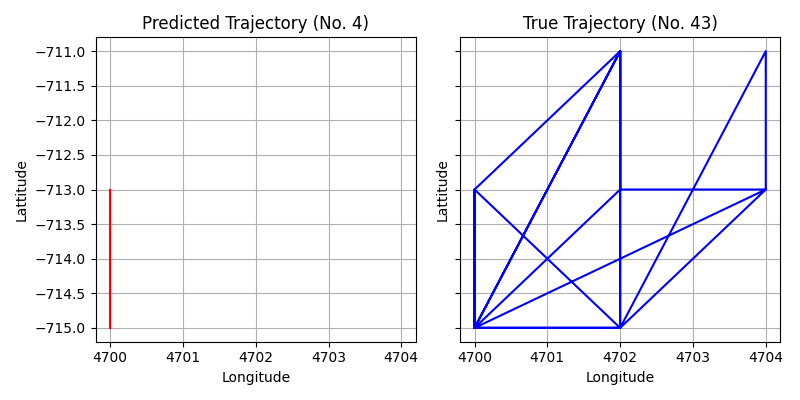 Predicted Trajectory (No. 4)
True Trajectory (No. 43)
Lattitude
−711.0
−711.5
−712.0
−712.5
−713.0
−713.5
−714.0
−714.5
−715.0
4700 4701 4702 4703 4704
Longitude
Lattitude
4700 4701 4702 4703 4704
Longitude